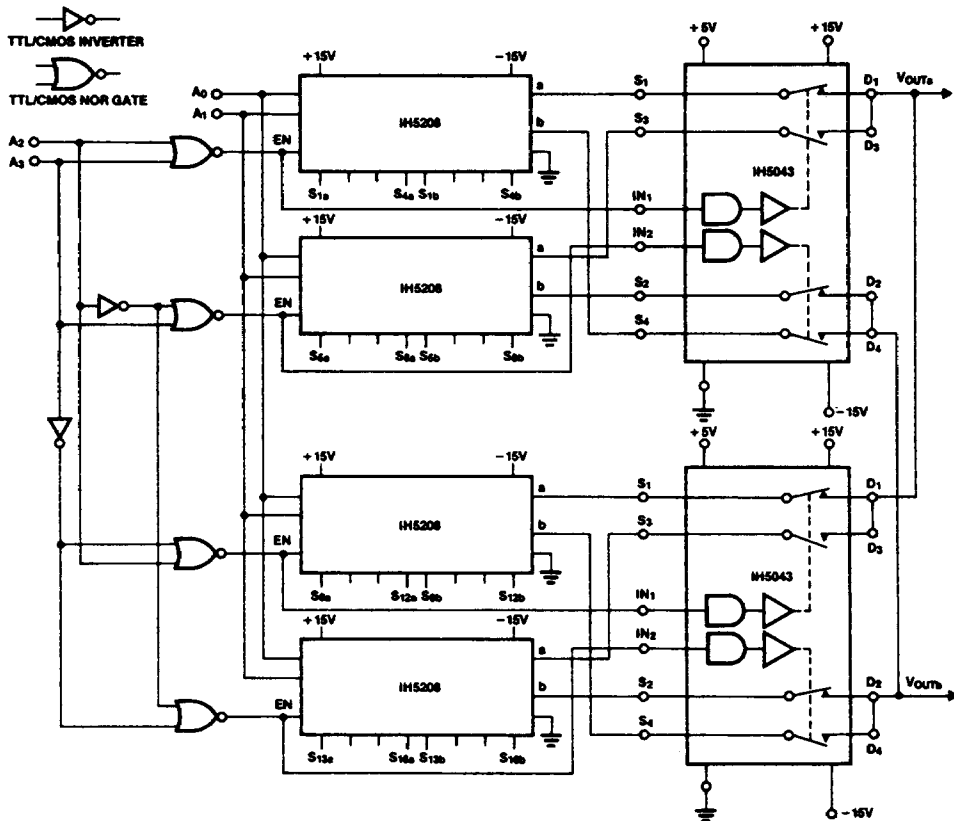 TTL/CMOS INVERTER
TTL/CMOS NOR GATE
+15V
-15V
+5V
+15V
A0
A1
A2
A3
EN
IH5208
a
b
S1a
S4a
S1b
S4b
S1
S3
IN1
IN2
S2
S4
IH5043
D1
D3
D2
D4
VOUTa
+15V
-15V
EN
IH5208
a
b
S5a
S8a
S5b
S8b
-15V
+5V
+15V
+15V
-15V
EN
IH5208
a
b
S9a
S12a
S9b
S12b
S1
S3
IN1
IN2
S2
S4
IH5043
D1
D3
D2
D4
VOUTb
+15V
-15V
EN
IH5208
a
b
S13a
S16a
S13b
S16b
-15V